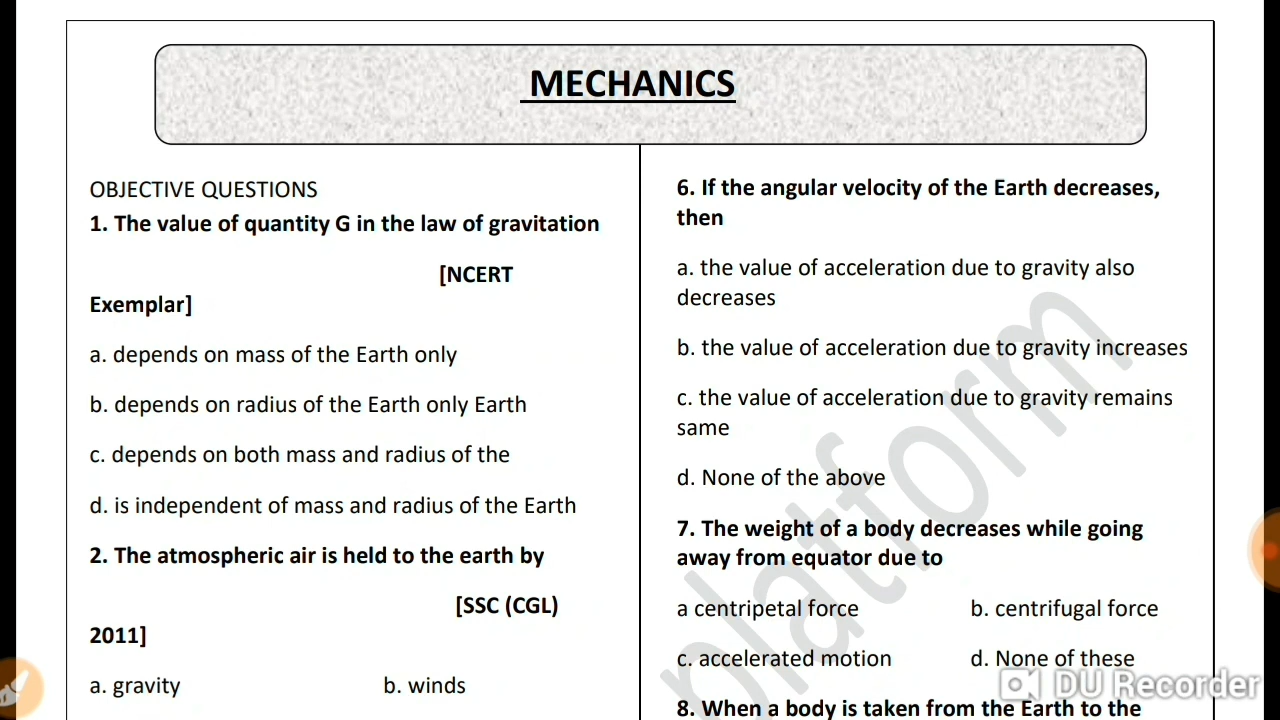 MECHANICS
OBJECTIVE QUESTIONS
1. The value of quantity G in the law of gravitation
[NCERT
Exemplar]
a. depends on mass of the Earth only
b. depends on radius of the Earth only Earth
c. depends on both mass and radius of the
d. is independent of mass and radius of the Earth
2. The atmospheric air is held to the earth by
[SSC (CGL)
2011]
a. gravity b. winds
6. If the angular velocity of the Earth decreases,
then
a. the value of acceleration due to gravity also
decreases
b. the value of acceleration due to gravity increases
c. the value of acceleration due to gravity remains
same
d. None of the above
7. The weight of a body decreases while going
away from equator due to
a centripetal force b. centrifugal force
c. accelerated motion d. None of these
8. When a body is taken from the Earth to the
platform
DU Recorder